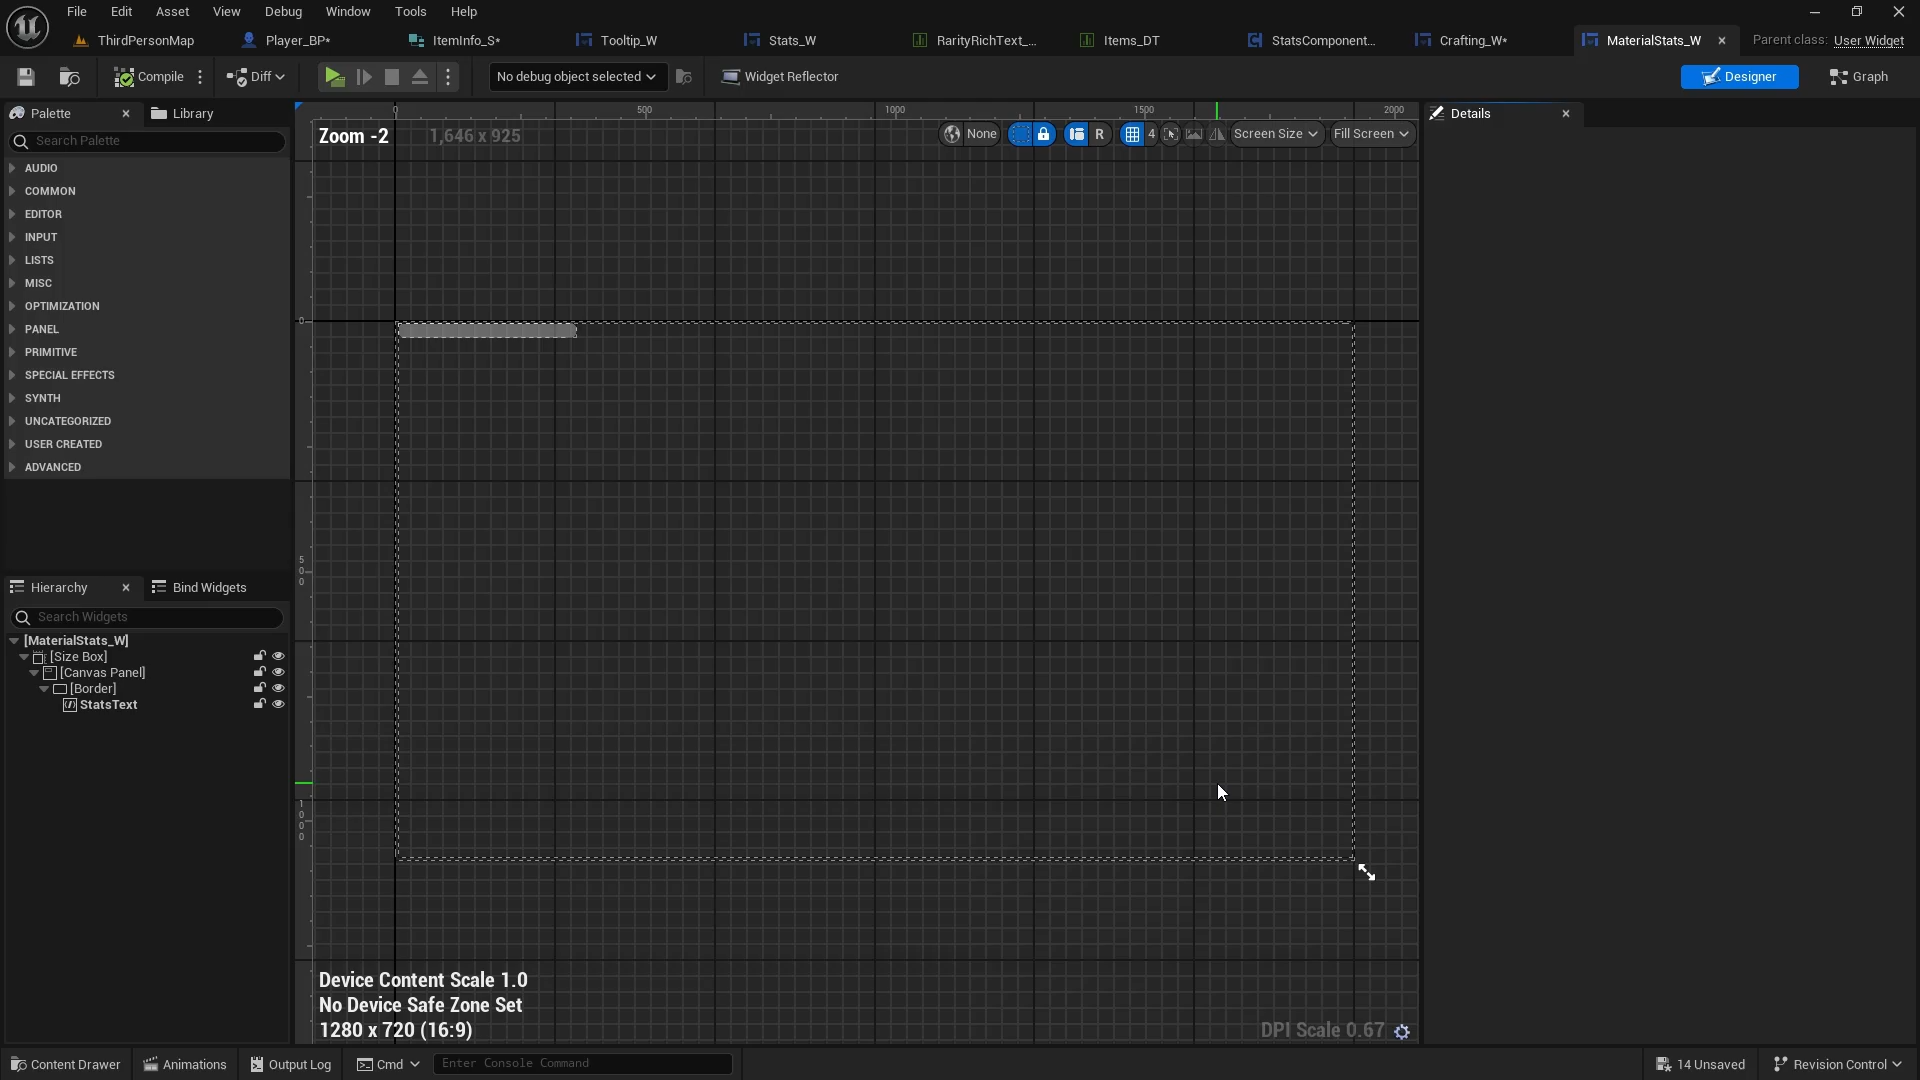 File Edit Asset View Debug Window Tools Help
ThirdPersonMap Player_BP* ItemInfo_S* Tooltip_W Stats_W RarityRichText_... Items_DT StatsComponent... Crafting_W* MaterialStats_W Parent class: User Widget
Compile Diff No debug object selected Widget Reflector Designer Graph
Palette Library Details
Search Palette
0 500 1000 1500 2000
Zoom -2 1,646 x 925 None R 4 Screen Size Fill Screen
AUDIO
COMMON
EDITOR
INPUT
LISTS
MISC
OPTIMIZATION
PANEL
PRIMITIVE
SPECIAL EFFECTS
SYNTH
UNCATEGORIZED
USER CREATED
ADVANCED
0
500
1000
Hierarchy Bind Widgets
Search Widgets
[MaterialStats_W]
[Size Box]
[Canvas Panel]
[Border]
StatsText
Device Content Scale 1.0
No Device Safe Zone Set
1280 x 720 (16:9) DPI Scale 0.67
Content Drawer Animations Output Log Cmd Enter Console Command 14 Unsaved Revision Control